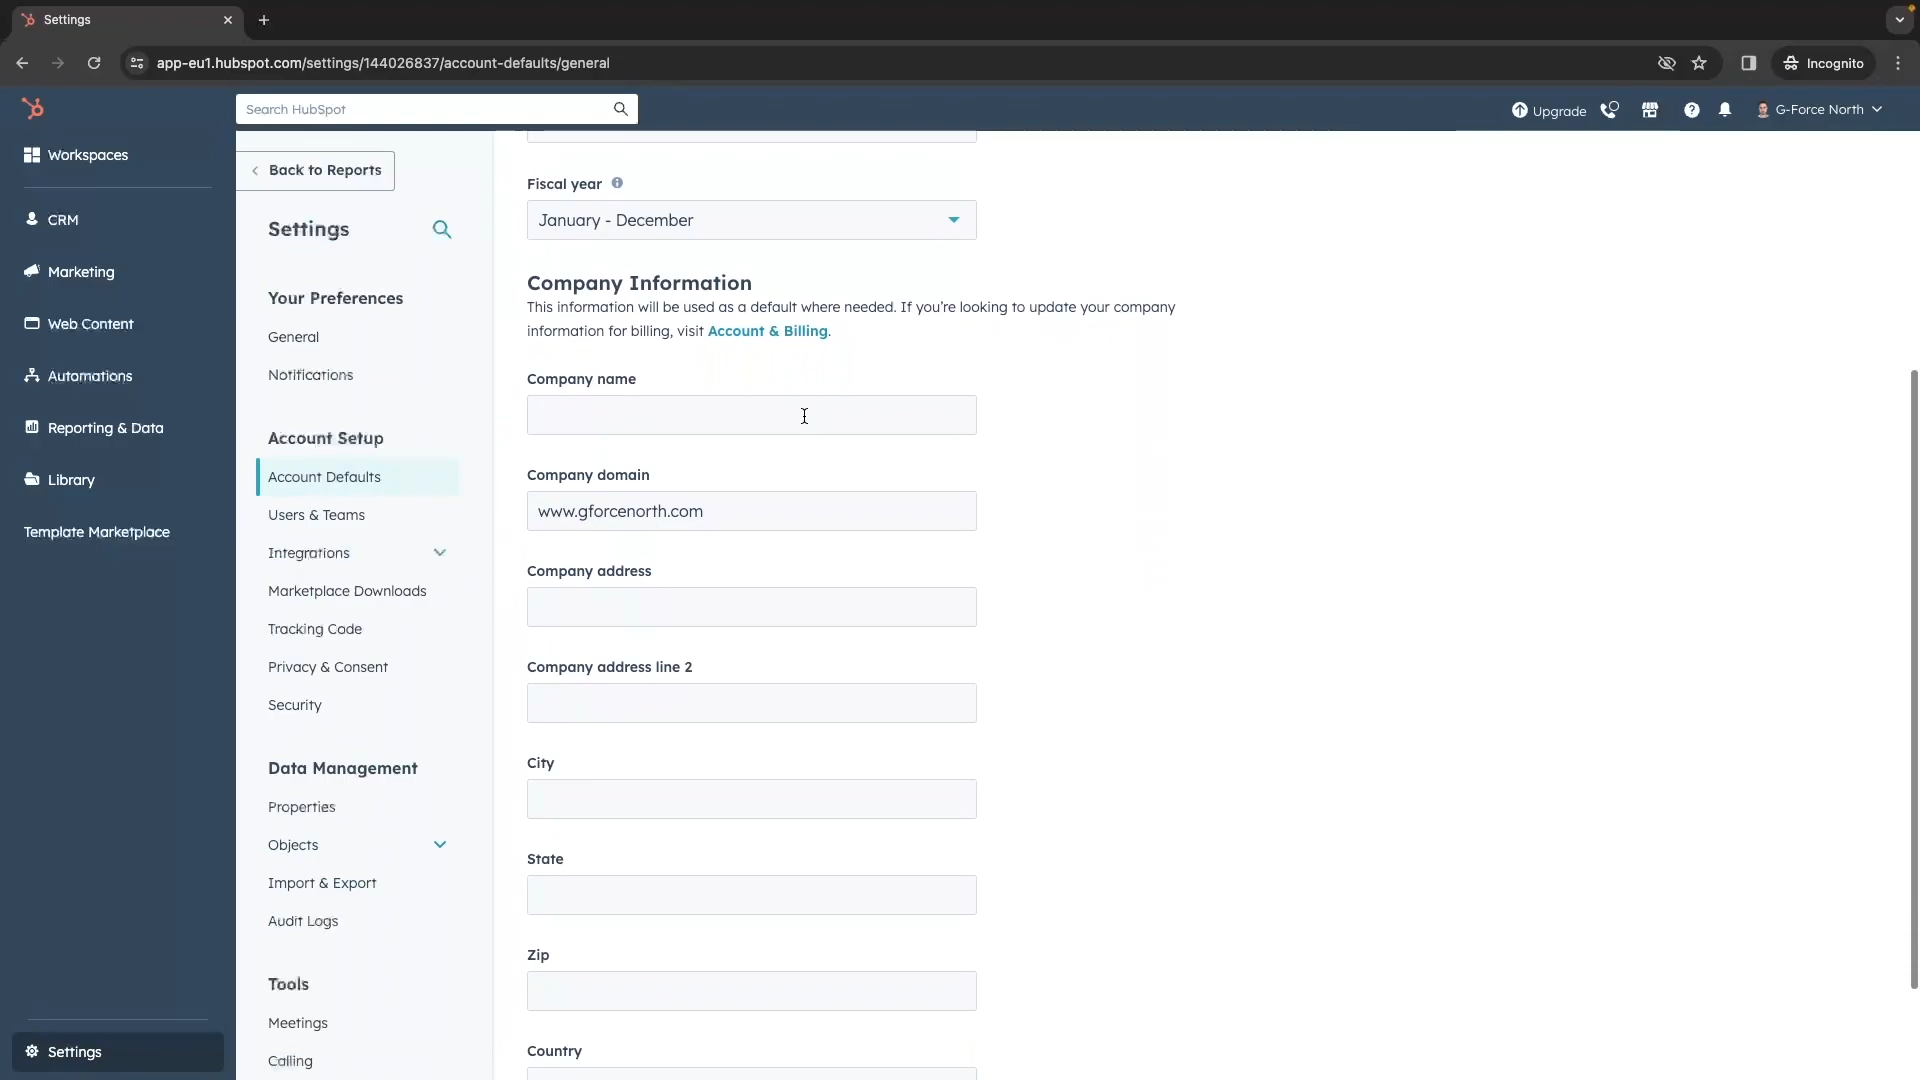 Settings
app-eu1.hubspot.com/settings/144026837/account-defaults/general
Incognito
Search HubSpot
Upgrade
G-Force North
Workspaces
CRM
Marketing
Web Content
Automations
Reporting & Data
Library
Template Marketplace
Settings
Back to Reports
Settings
Your Preferences
General
Notifications
Account Setup
Account Defaults
Users & Teams
Integrations
Marketplace Downloads
Tracking Code
Privacy & Consent
Security
Data Management
Properties
Objects
Import & Export
Audit Logs
Tools
Meetings
Calling
Fiscal year
January - December
Company Information
This information will be used as a default where needed. If you're looking to update your company
information for billing, visit Account & Billing.
Company name
Company domain
www.gforcenorth.com
Company address
Company address line 2
City
State
Zip
Country